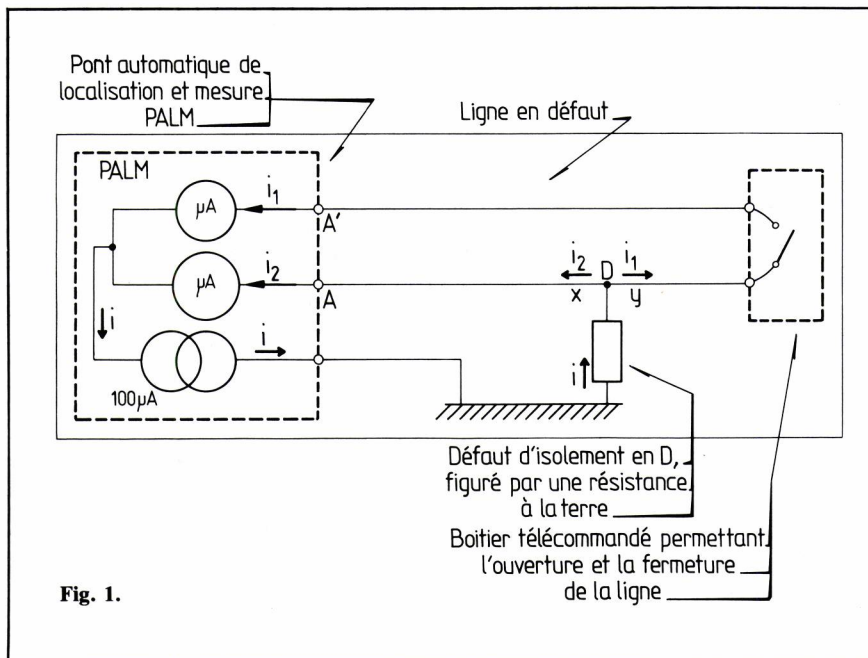 Pont automatique de
localisation et mesure
PALM
Ligne en défaut
PALM
μA
i1
A'
μA
i2
A
i2
D
i1
x
y
i
i
100μA
i
Défaut d'isolement en D,
figuré par une résistance
à la terre
Boitier télécommandé permettant
l'ouverture et la fermeture
de la ligne
Fig. 1.